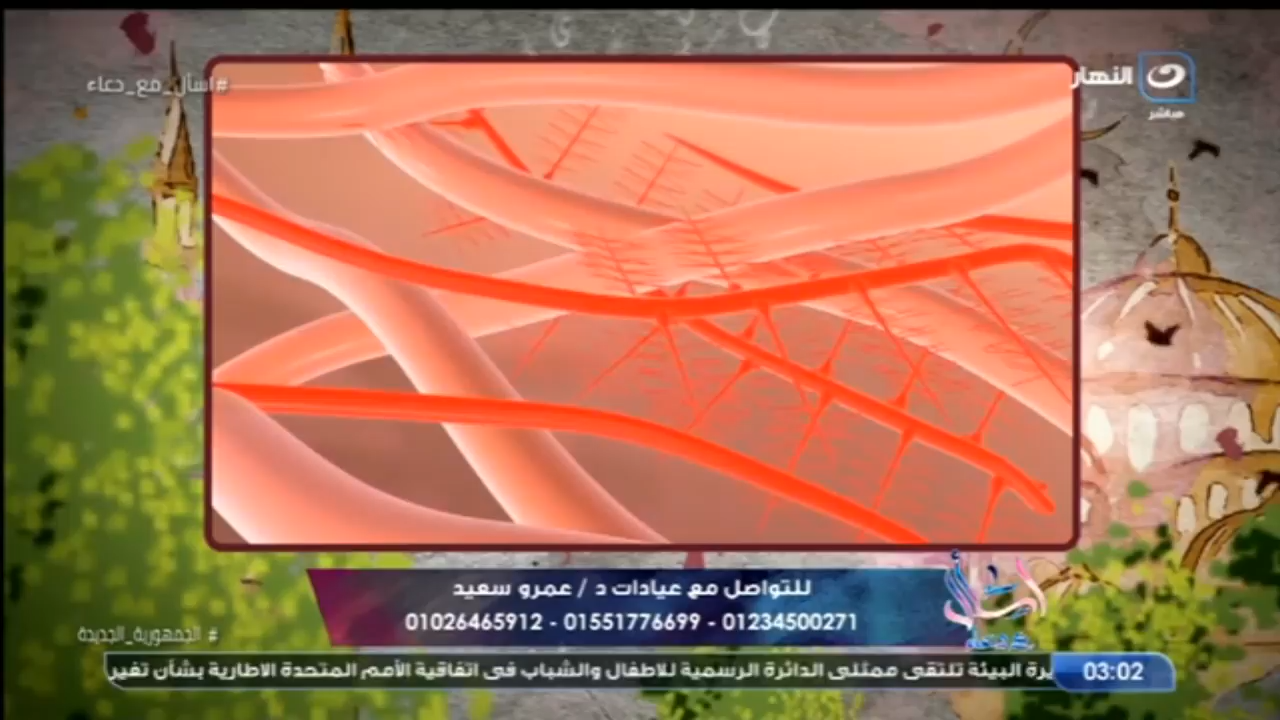 #اسأل_مع_دعاء
النهار
مباشر
للتواصل مع عيادات د / عمرو سعيد
01026465912 - 01551776699 - 01234500271
# الجمهورية_الجديدة
يرة البيئة تلتقى ممثلى الدائرة الرسمية للاطفال والشباب فى اتفاقية الأمم المتحدة الاطارية بشأن تغير
03:02